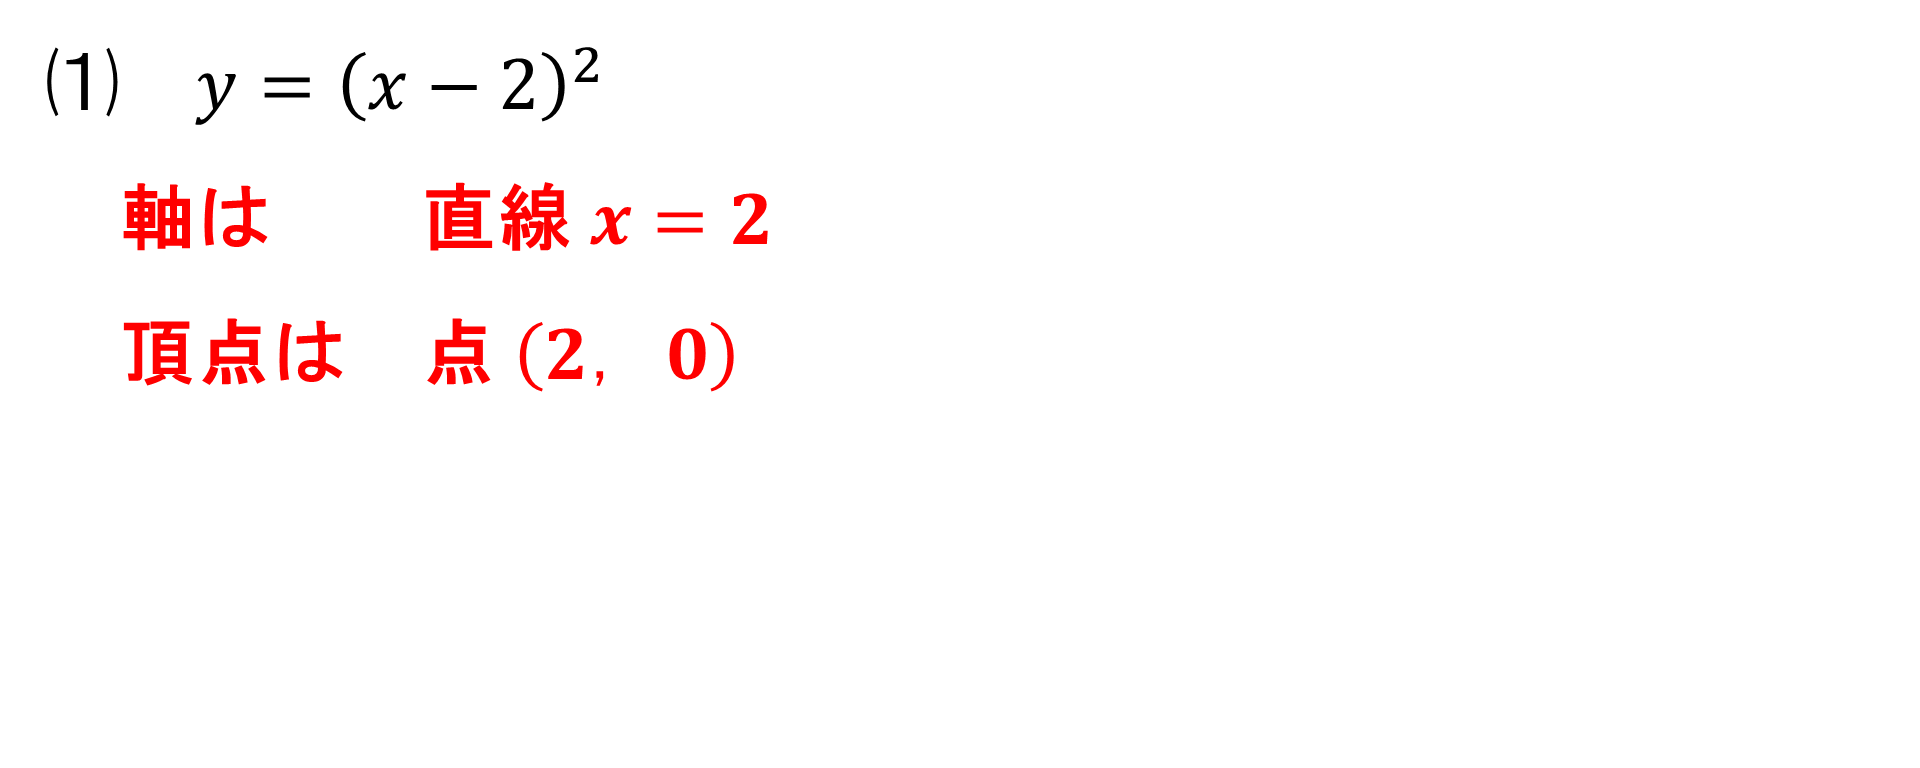 (1) y = (x − 2)²
軸は 直線 x = 2
頂点は 点 (2, 0)